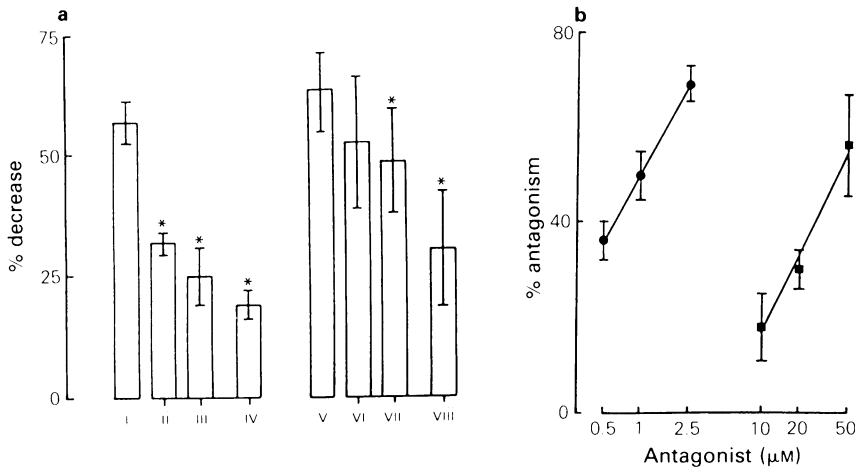 a
75
50
25
0
% decrease
*
*
*
*
*
I
II
III
IV
V
VI
VII
VIII
b
80
40
0
% antagonism
0.5 1 2.5 10 20 50
Antagonist (μM)